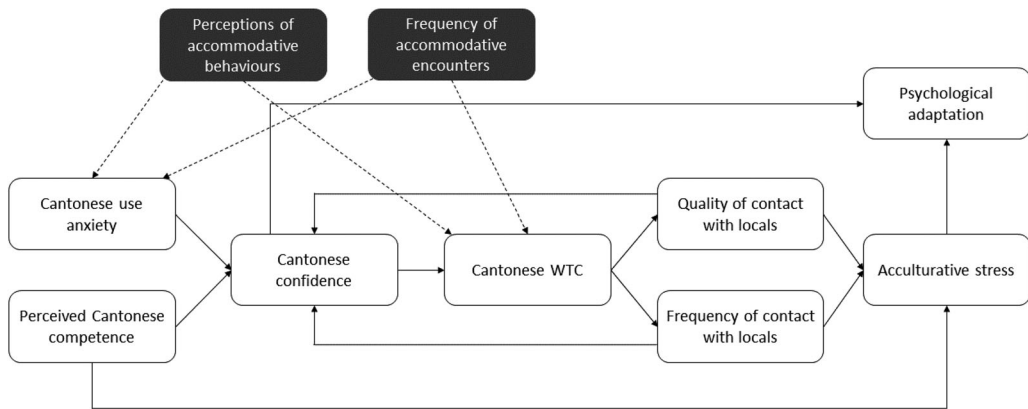 Perceptions of
accommodative
behaviours
Frequency of
accommodative
encounters
Psychological
adaptation
Cantonese use
anxiety
Quality of contact
with locals
Cantonese
confidence
Cantonese WTC
Acculturative stress
Perceived Cantonese
competence
Frequency of contact
with locals